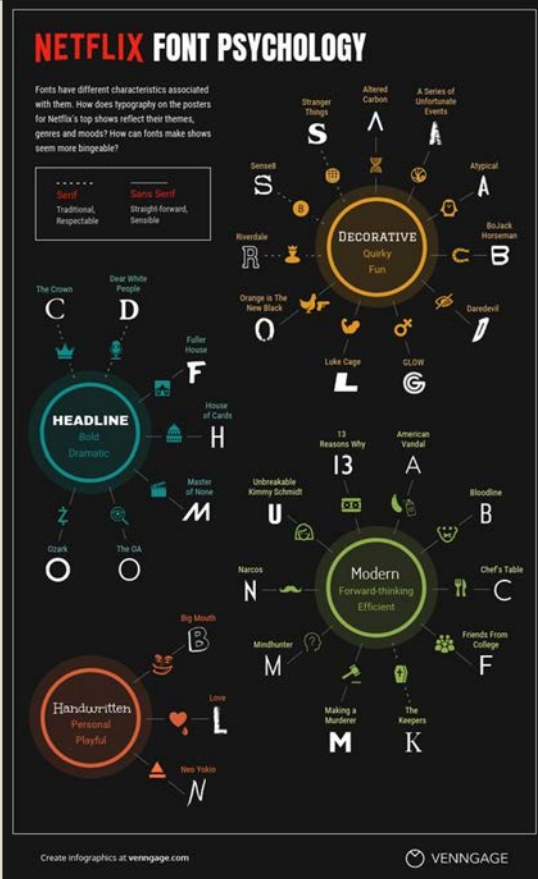 NETFLIX FONT PSYCHOLOGY
Fonts have different characteristics associated
with them. How does typography on the posters
for Netflix's top shows reflect their themes,
genres and moods? How can fonts make shows
seem more bingeable?
Serif
Traditional,
Respectable
Sans Serif
Straight-forward,
Sensible
DECORATIVE
Quirky
Fun
Stranger
Things
S
Altered
Carbon
Λ
A Series of
Unfortunate
Events
A
Sense8
S
8
Atypical
A
Riverdale
R
BoJack
Horseman
B
Orange is The
New Black
O
Daredevil
D
Luke Cage
L
GLOW
G
HEADLINE
Bold
Dramatic
The Crown
C
Dear White
People
D
Fuller
House
F
House
of Cards
H
Master
of None
M
Ozark
O
Z
The OA
O
Modern
Forward-thinking
Efficient
13
Reasons Why
13
American
Vandal
A
Unbreakable
Kimmy Schmidt
U
Bloodline
B
Narcos
N
Chef's Table
C
Mindhunter
M
Friends From
College
F
Making a
Murderer
M
The
Keepers
K
Handwritten
Personal
Playful
Big Mouth
B
Love
L
Neo Yokio
N
Create infographics at venngage.com
VENNGAGE